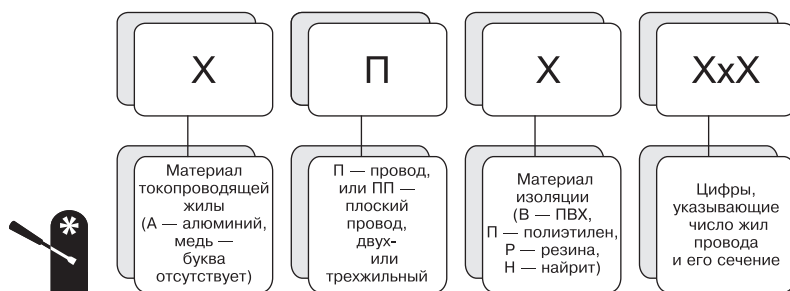 Х
П
Х
ХхХ
Материал
токопроводящей
жилы
(А — алюминий,
медь —
буква
отсутствует)
П — провод,
или ПП —
плоский
провод,
двух-
или
трехжильный
Материал
изоляции
(В — ПВХ,
П — полиэтилен,
Р — резина,
Н — найрит)
Цифры,
указывающие
число жил
провода
и его сечение
*